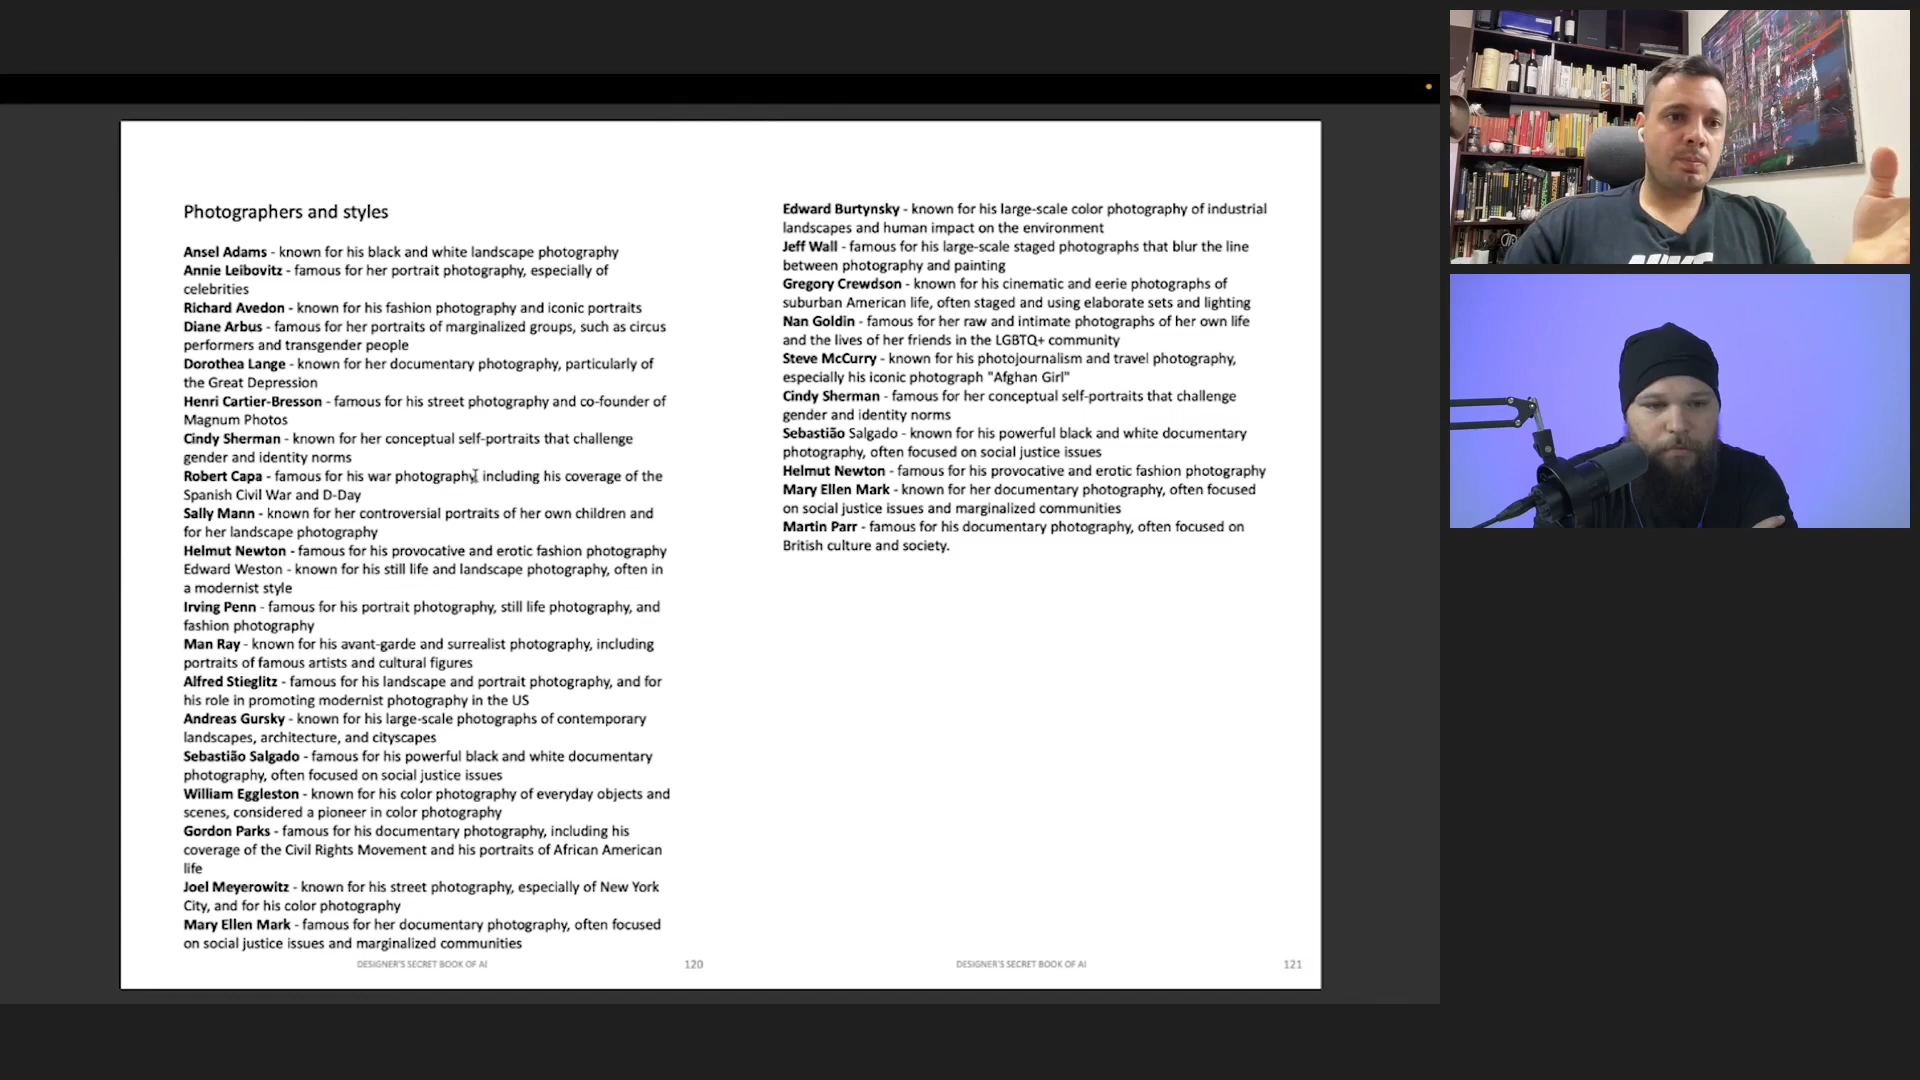 Photographers and styles
Ansel Adams - known for his black and white landscape photography
Annie Leibovitz - famous for her portrait photography, especially of
celebrities
Richard Avedon - known for his fashion photography and iconic portraits
Diane Arbus - famous for her portraits of marginalized groups, such as circus
performers and transgender people
Dorothea Lange - known for her documentary photography, particularly of
the Great Depression
Henri Cartier-Bresson - famous for his street photography and co-founder of
Magnum Photos
Cindy Sherman - known for her conceptual self-portraits that challenge
gender and identity norms
Robert Capa - famous for his war photography, including his coverage of the
Spanish Civil War and D-Day
Sally Mann - known for her controversial portraits of her own children and
for her landscape photography
Helmut Newton - famous for his provocative and erotic fashion photography
Edward Weston - known for his still life and landscape photography, often in
a modernist style
Irving Penn - famous for his portrait photography, still life photography, and
fashion photography
Man Ray - known for his avant-garde and surrealist photography, including
portraits of famous artists and cultural figures
Alfred Stieglitz - famous for his landscape and portrait photography, and for
his role in promoting modernist photography in the US
Andreas Gursky - known for his large-scale photographs of contemporary
landscapes, architecture, and cityscapes
Sebastião Salgado - famous for his powerful black and white documentary
photography, often focused on social justice issues
William Eggleston - known for his color photography of everyday objects and
scenes, considered a pioneer in color photography
Gordon Parks - famous for his documentary photography, including his
coverage of the Civil Rights Movement and his portraits of African American
life
Joel Meyerowitz - known for his street photography, especially of New York
City, and for his color photography
Mary Ellen Mark - famous for her documentary photography, often focused
on social justice issues and marginalized communities
DESIGNER'S SECRET BOOK OF AI
120
Edward Burtynsky - known for his large-scale color photography of industrial
landscapes and human impact on the environment
Jeff Wall - famous for his large-scale staged photographs that blur the line
between photography and painting
Gregory Crewdson - known for his cinematic and eerie photographs of
suburban American life, often staged and using elaborate sets and lighting
Nan Goldin - famous for her raw and intimate photographs of her own life
and the lives of her friends in the LGBTQ+ community
Steve McCurry - known for his photojournalism and travel photography,
especially his iconic photograph "Afghan Girl"
Cindy Sherman - famous for her conceptual self-portraits that challenge
gender and identity norms
Sebastião Salgado - known for his powerful black and white documentary
photography, often focused on social justice issues
Helmut Newton - famous for his provocative and erotic fashion photography
Mary Ellen Mark - known for her documentary photography, often focused
on social justice issues and marginalized communities
Martin Parr - famous for his documentary photography, often focused on
British culture and society.
DESIGNER'S SECRET BOOK OF AI
121